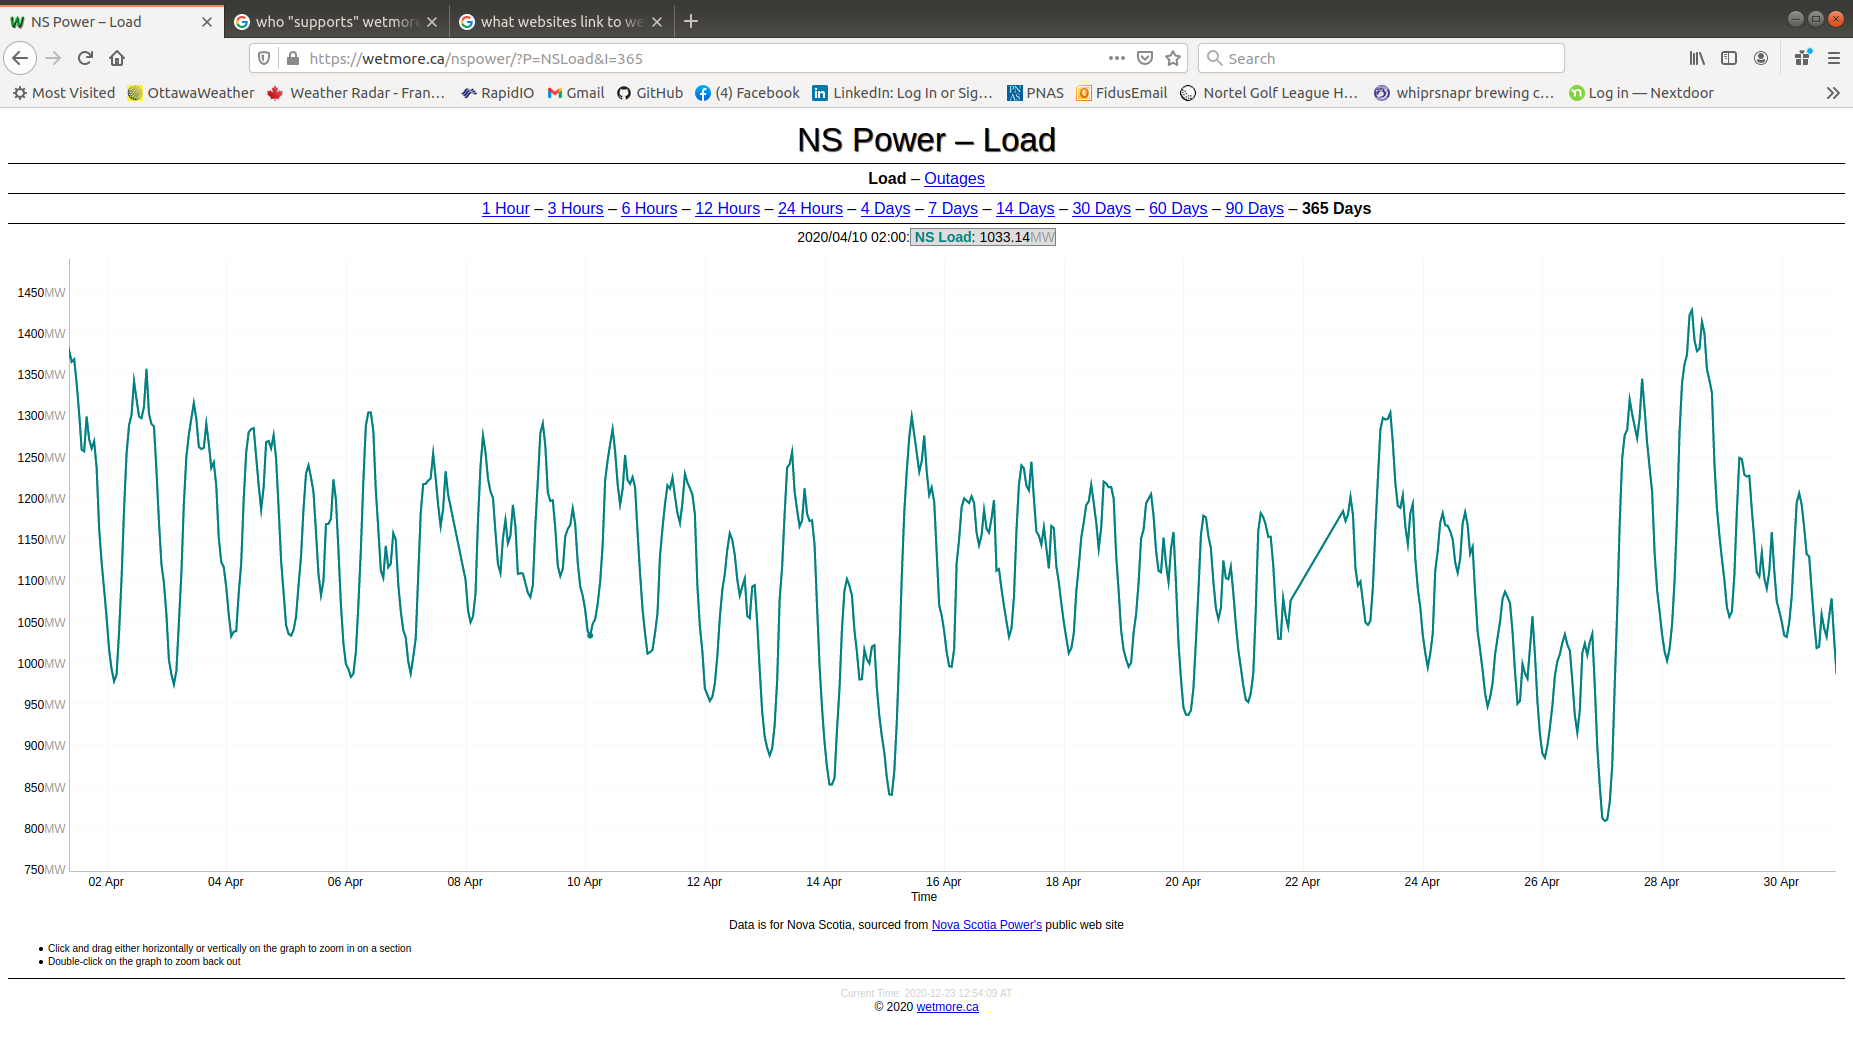 NS Power – Load
who "supports" wetmore
what websites link to we
https://wetmore.ca/nspower/?P=NSLoad&I=365
Search
Most Visited OttawaWeather Weather Radar - Fran… RapidIO Gmail GitHub (4) Facebook LinkedIn: Log In or Sig… PNAS FidusEmail Nortel Golf League H… whiprsnapr brewing c… Log in — Nextdoor
NS Power – Load
Load – Outages
1 Hour – 3 Hours – 6 Hours – 12 Hours – 24 Hours – 4 Days – 7 Days – 14 Days – 30 Days – 60 Days – 90 Days – 365 Days
2020/04/10 02:00: NS Load: 1033.14MW
1450MW
1400MW
1350MW
1300MW
1250MW
1200MW
1150MW
1100MW
1050MW
1000MW
950MW
900MW
850MW
800MW
750MW
02 Apr 04 Apr 06 Apr 08 Apr 10 Apr 12 Apr 14 Apr 16 Apr 18 Apr 20 Apr 22 Apr 24 Apr 26 Apr 28 Apr 30 Apr
Time
Data is for Nova Scotia, sourced from Nova Scotia Power's public web site
• Click and drag either horizontally or vertically on the graph to zoom in on a section
• Double-click on the graph to zoom back out
Current Time: 2020-12-23 12:54:09 AT
© 2020 wetmore.ca